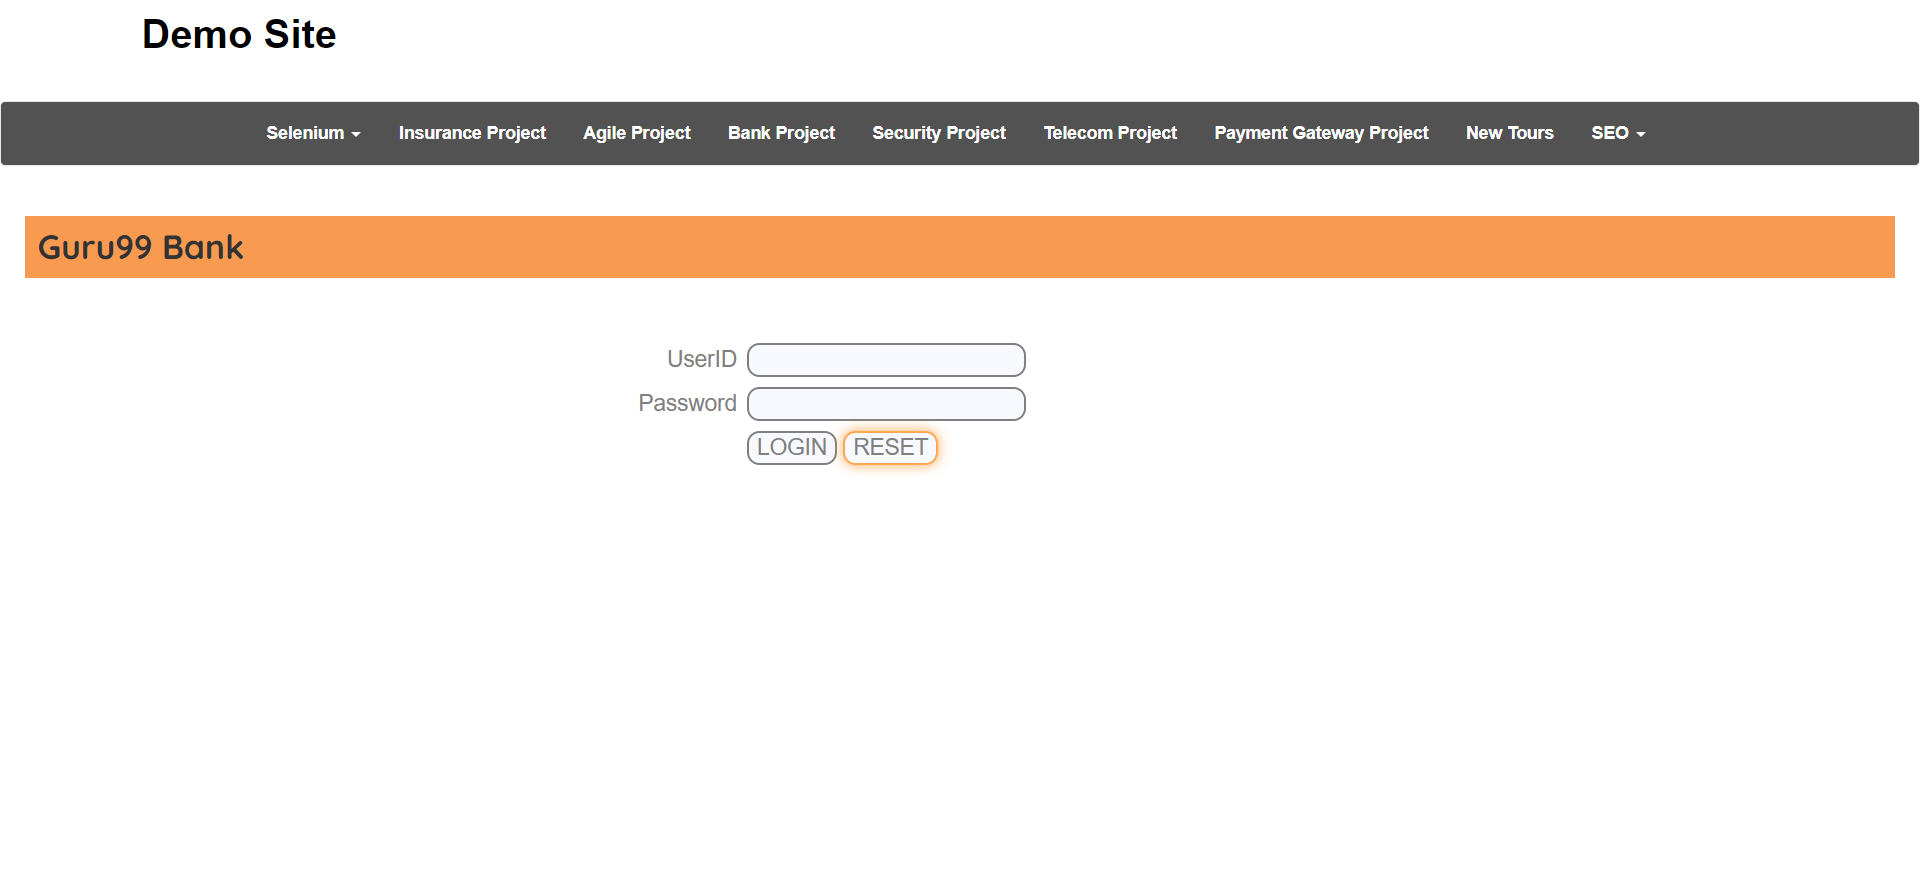 Demo Site
Selenium Insurance Project Agile Project Bank Project Security Project Telecom Project Payment Gateway Project New Tours SEO
Guru99 Bank
UserID
Password
LOGIN RESET